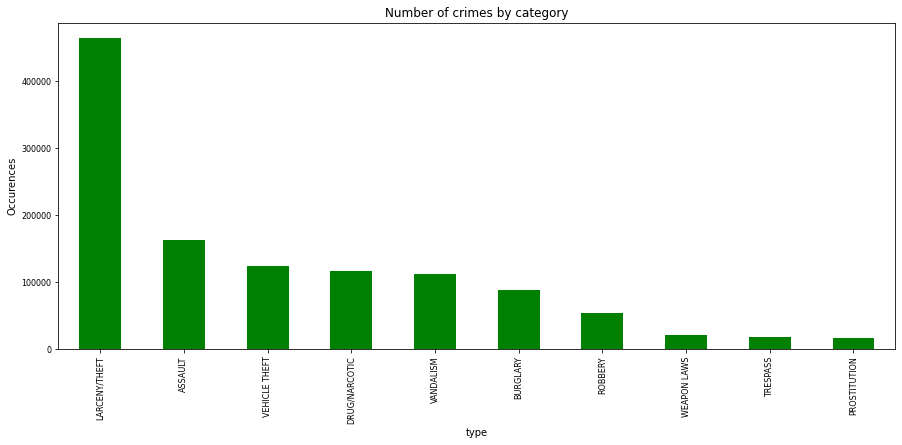 Number of crimes by category
Occurences
400000
300000
200000
100000
0
LARCENY/THEFT
ASSAULT
VEHICLE THEFT
DRUG/NARCOTIC
VANDALISM
BURGLARY
ROBBERY
WEAPON LAWS
TRESPASS
PROSTITUTION
type